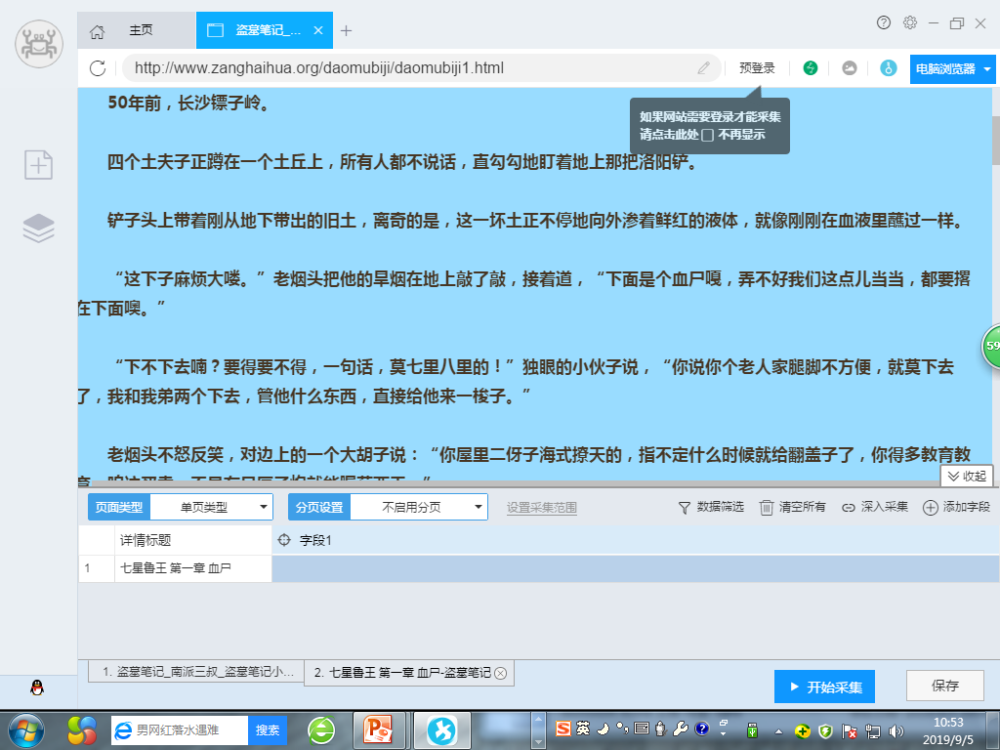 主页
盗墓笔记_...
http://www.zanghaihua.org/daomubiji/daomubiji1.html
预登录
电脑浏览器
如果网站需要登录才能采集
请点击此处 不再显示
50年前，长沙镖子岭。
四个土夫子正蹲在一个土丘上，所有人都不说话，直勾勾地盯着地上那把洛阳铲。
铲子头上带着刚从地下带出的旧土，离奇的是，这一坏土正不停地向外渗着鲜红的液体，就像刚刚在血液里蘸过一样。
“这下子麻烦大喽。”老烟头把他的旱烟在地上敲了敲，接着道，“下面是个血尸嘎，弄不好我们这点儿当当，都要撂
在下面噢。”
“下不下去喃？要得要不得，一句话，莫七里八里的！”独眼的小伙子说，“你说你个老人家腿脚不方便，就莫下去
了，我和我弟两个下去，管他什么东西，直接给他来一梭子。”
老烟头不怒反笑，对边上的一个大胡子说：“你屋里二伢子海式撩天的，指不定什么时候就给翻盖子了，你得多教育教
59
收起
页面类型 单页类型 分页设置 不启用分页 设置采集范围 数据筛选 清空所有 深入采集 添加字段
详情标题 字段1
1 七星鲁王 第一章 血尸
1. 盗墓笔记_南派三叔_盗墓笔记小...
2. 七星鲁王 第一章 血尸-盗墓笔记
开始采集
保存
男网红落水遇难 搜索
英
10:53
2019/9/5